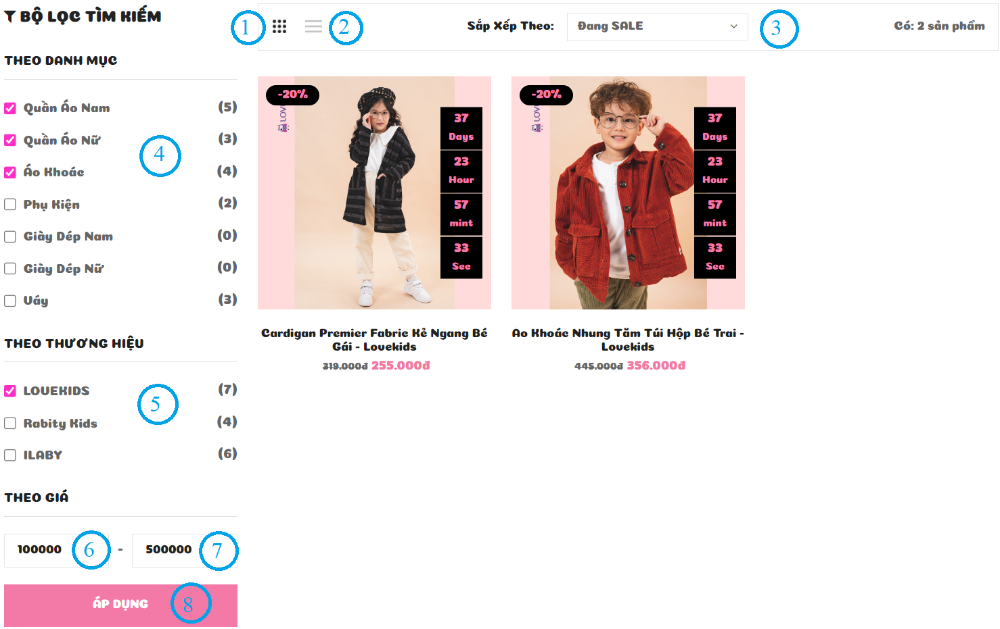 BỘ LỌC TÌM KIẾM
1
2
Sắp Xếp Theo: Đang SALE
3
Có: 2 sản phẩm
THEO DANH MỤC
Quần Áo Nam (5)
Quần Áo Nữ (3)
4
Áo Khoác (4)
Phụ Kiện (2)
Giày Dép Nam (0)
Giày Dép Nữ (0)
Váy (3)
THEO THƯƠNG HIỆU
LOVEKIDS (7)
5
Rabity Kids (4)
ILABY (6)
THEO GIÁ
100000 6 - 500000 7
ÁP DỤNG 8
-20%
LOV
37
Days
23
Hour
57
mint
33
Sec
Cardigan Premier Fabric Kẻ Ngang Bé
Gái - Lovekids
319.000đ 255.000đ
-20%
LOV
37
Days
23
Hour
57
mint
33
Sec
Áo Khoác Nhung Tăm Túi Hộp Bé Trai -
Lovekids
445.000đ 356.000đ